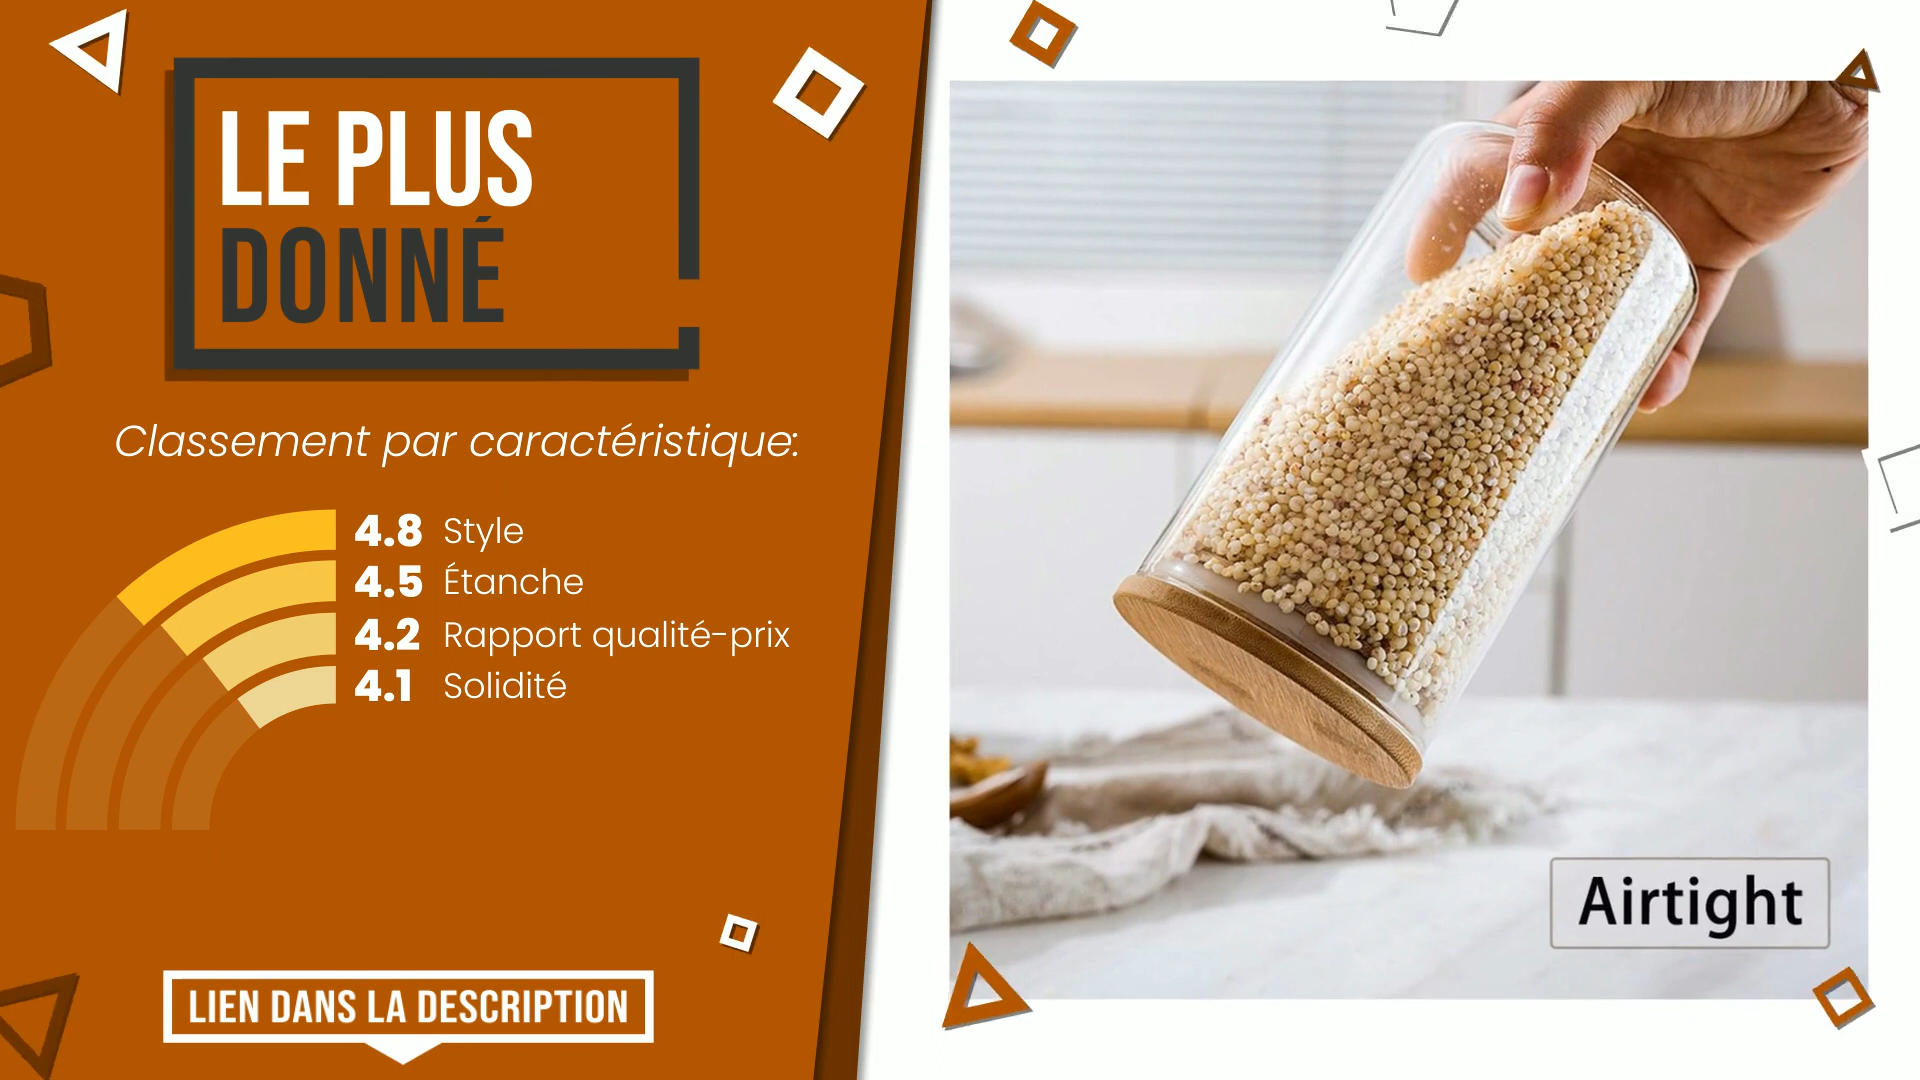 LE PLUS
DONNÉ
Classement par caractéristique:
4.8 Style
4.5 Étanche
4.2 Rapport qualité-prix
4.1 Solidité
LIEN DANS LA DESCRIPTION
Airtight